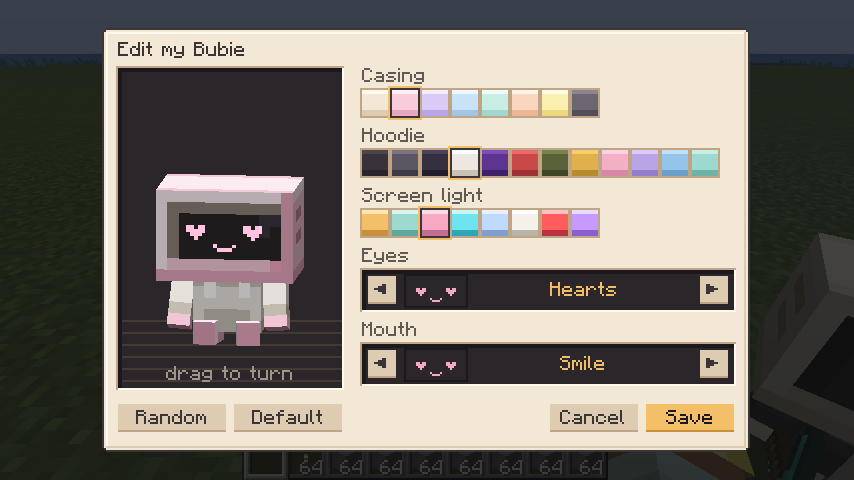 Edit my Bubie
Casing
Hoodie
Screen light
Eyes
Hearts
Mouth
Smile
drag to turn
Random
Default
Cancel
Save
64 64 64 64 64 64 64 64